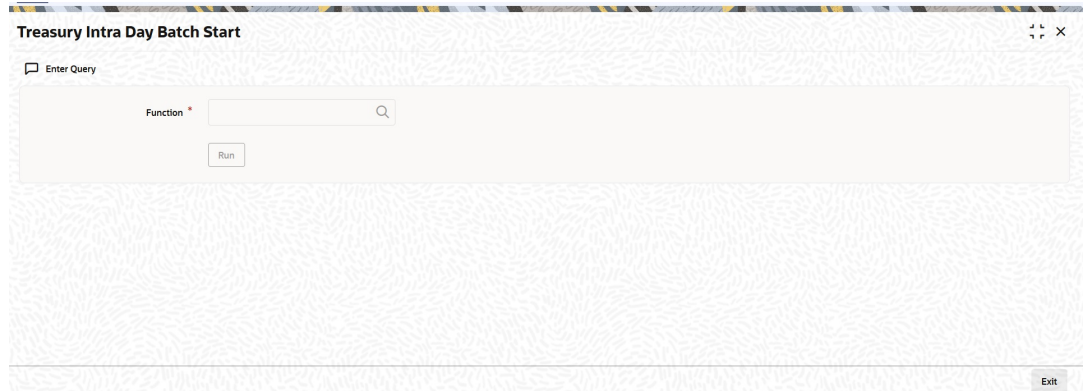 Treasury Intra Day Batch Start
Enter Query
Function *
Run
Exit